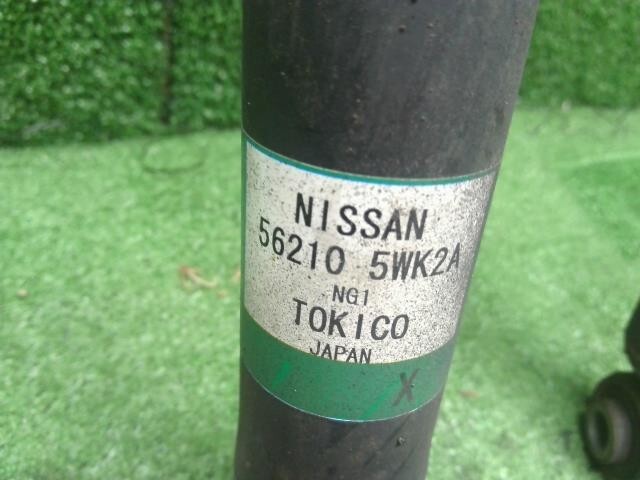 NISSAN
56210 5WK2A
NG1
TOKICO
JAPAN
X